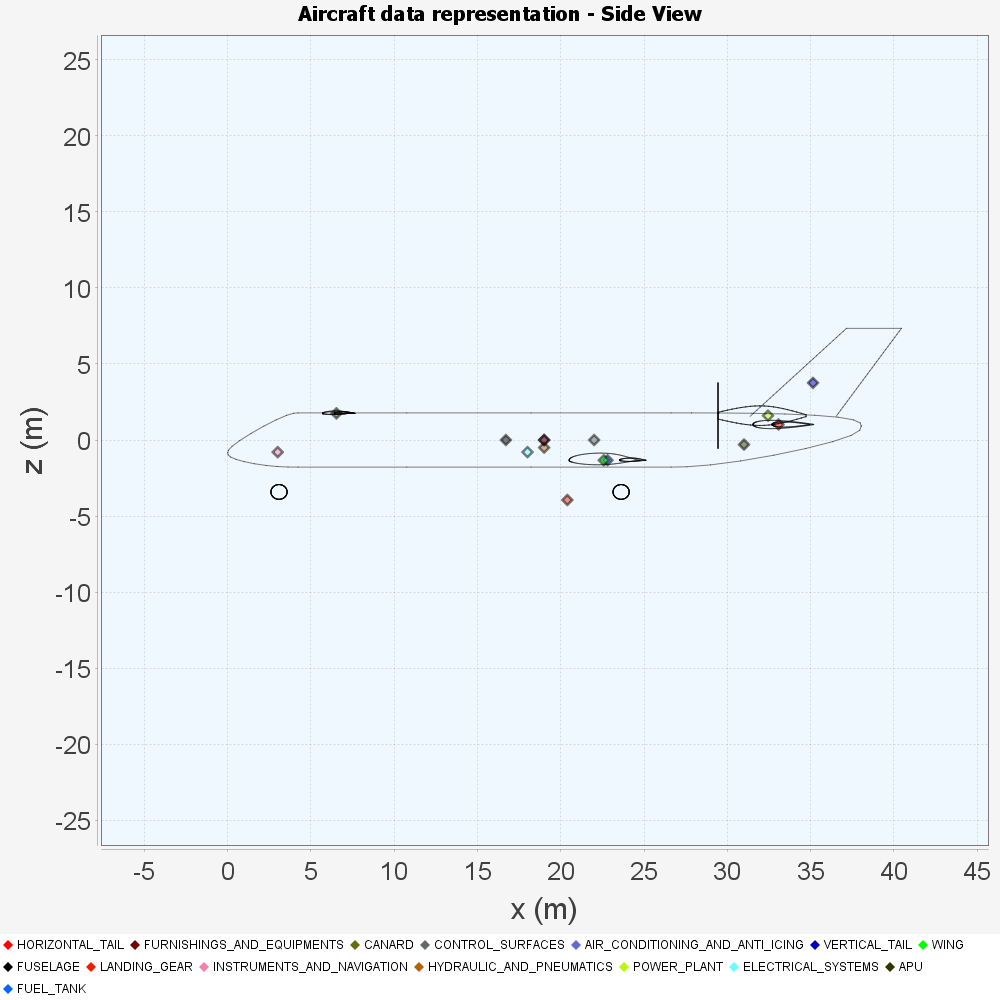 Aircraft data representation - Side View
25
20
15
10
5
0
-5
-10
-15
-20
-25
z (m)
-5 0 5 10 15 20 25 30 35 40 45
x (m)
HORIZONTAL_TAIL FURNISHINGS_AND_EQUIPMENTS CANARD CONTROL_SURFACES AIR_CONDITIONING_AND_ANTI_ICING VERTICAL_TAIL WING
FUSELAGE LANDING_GEAR INSTRUMENTS_AND_NAVIGATION HYDRAULIC_AND_PNEUMATICS POWER_PLANT ELECTRICAL_SYSTEMS APU
FUEL_TANK